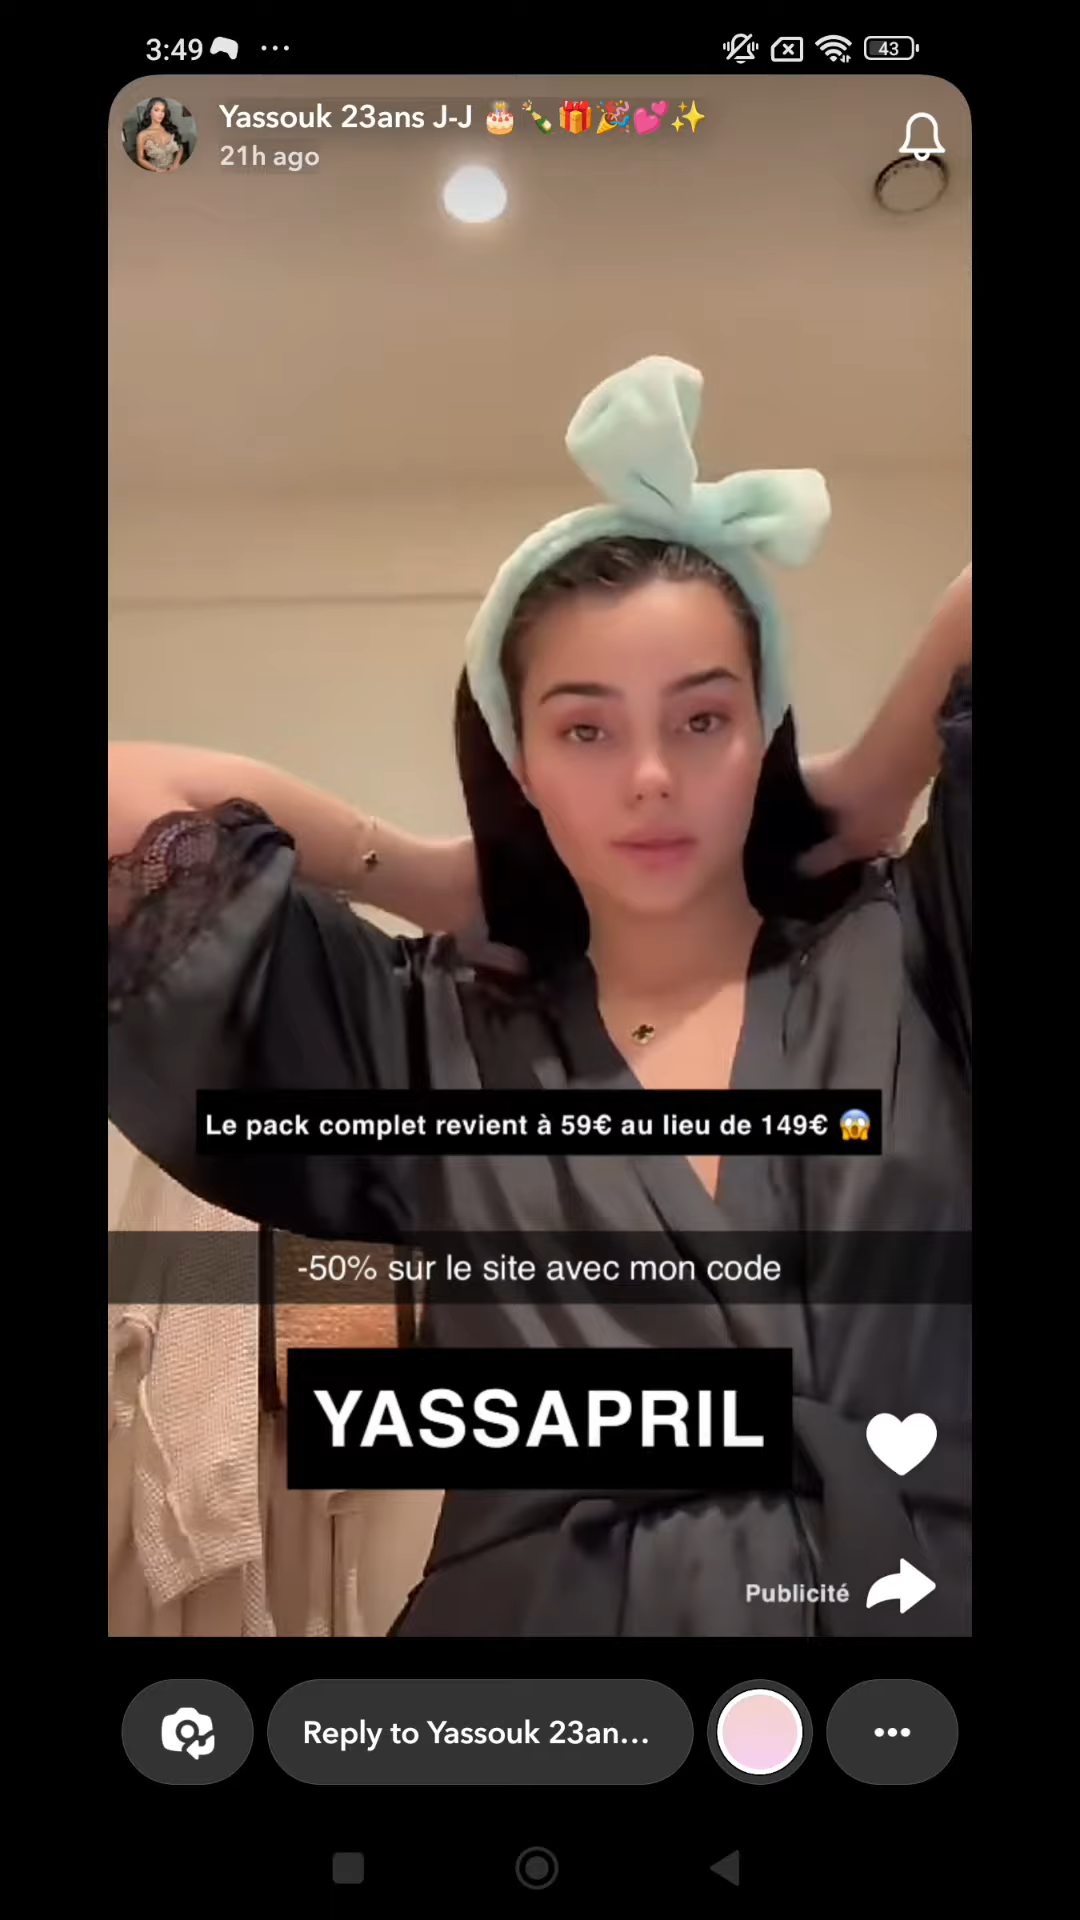 3:49
43
Yassouk 23ans J-J 🎂🍾🎁🎉💕✨
21h ago
Le pack complet revient à 59€ au lieu de 149€ 😱
-50% sur le site avec mon code
YASSAPRIL
Publicité
Reply to Yassouk 23an...